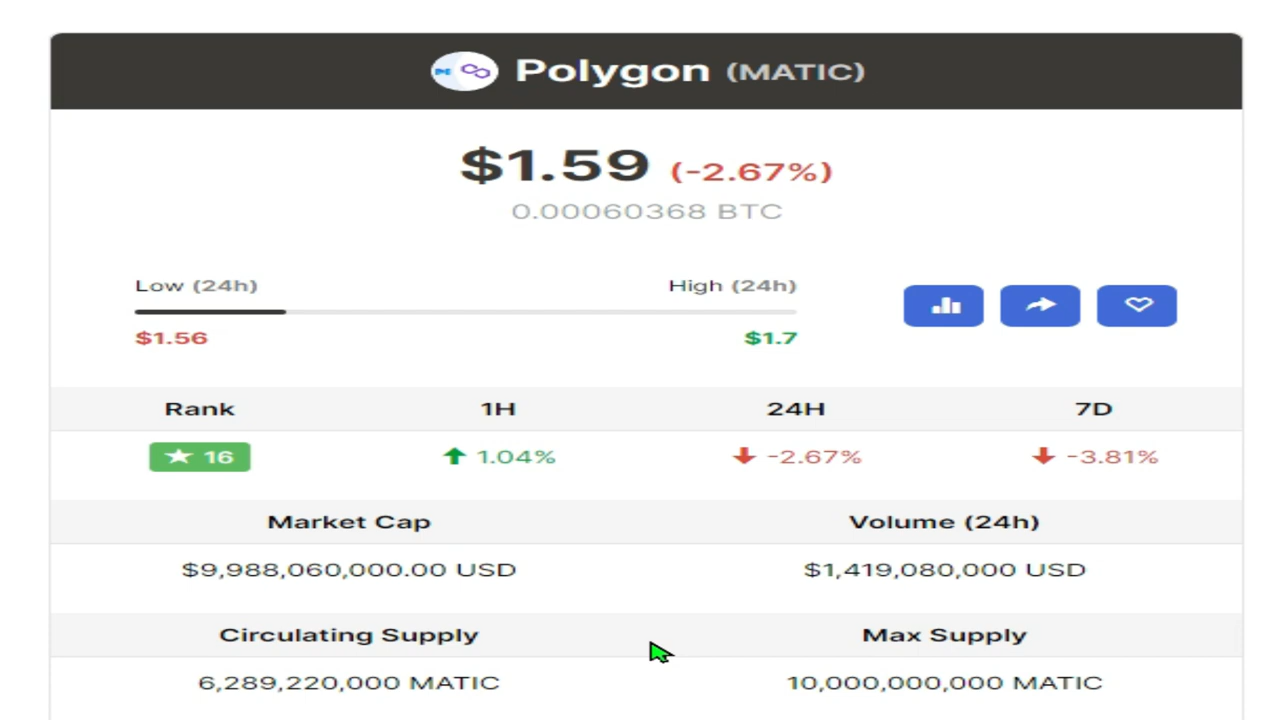 Polygon (MATIC)
$1.59 (-2.67%)
0.00060368 BTC
Low (24h) High (24h)
$1.56 $1.7
Rank 1H 24H 7D
16 1.04% -2.67% -3.81%
Market Cap Volume (24h)
$9,988,060,000.00 USD $1,419,080,000 USD
Circulating Supply Max Supply
6,289,220,000 MATIC 10,000,000,000 MATIC